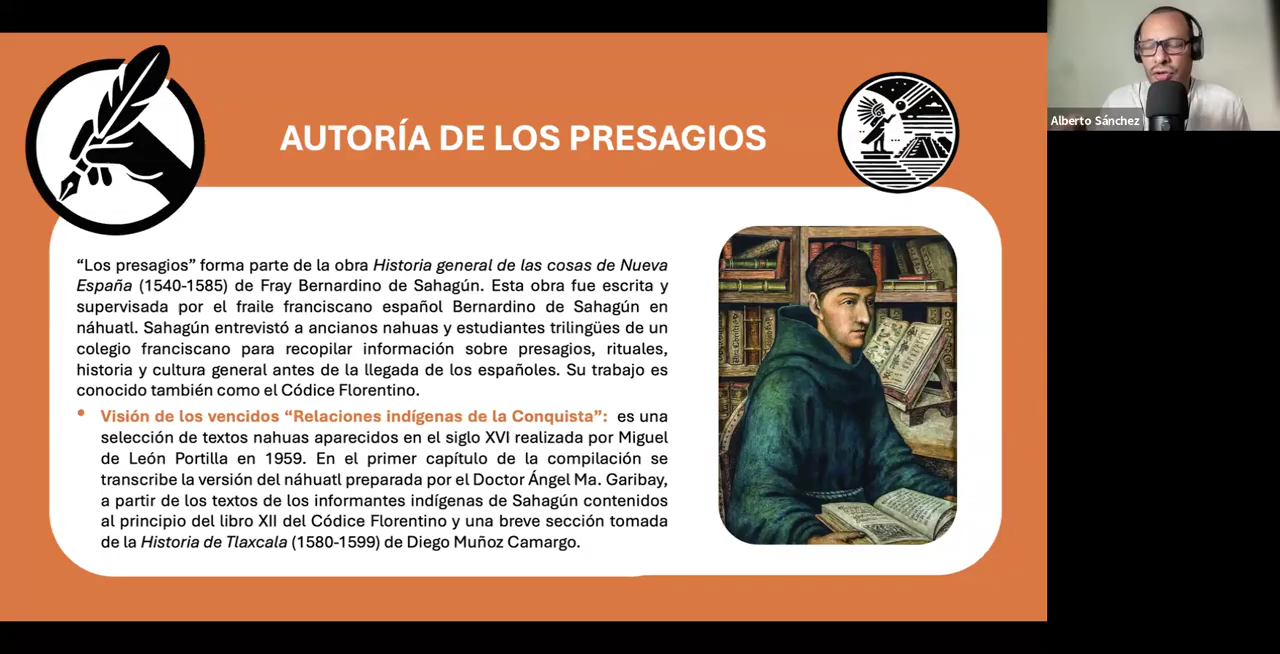 AUTORÍA DE LOS PRESAGIOS
“Los presagios” forma parte de la obra Historia general de las cosas de Nueva
España (1540-1585) de Fray Bernardino de Sahagún. Esta obra fue escrita y
supervisada por el fraile franciscano español Bernardino de Sahagún en
náhuatl. Sahagún entrevistó a ancianos nahuas y estudiantes trilingües de un
colegio franciscano para recopilar información sobre presagios, rituales,
historia y cultura general antes de la llegada de los españoles. Su trabajo es
conocido también como el Códice Florentino.
• Visión de los vencidos “Relaciones indígenas de la Conquista”: es una
selección de textos nahuas aparecidos en el siglo XVI realizada por Miguel
de León Portilla en 1959. En el primer capítulo de la compilación se
transcribe la versión del náhuatl preparada por el Doctor Ángel Ma. Garibay,
a partir de los textos de los informantes indígenas de Sahagún contenidos
al principio del libro XII del Códice Florentino y una breve sección tomada
de la Historia de Tlaxcala (1580-1599) de Diego Muñoz Camargo.
Alberto Sánchez